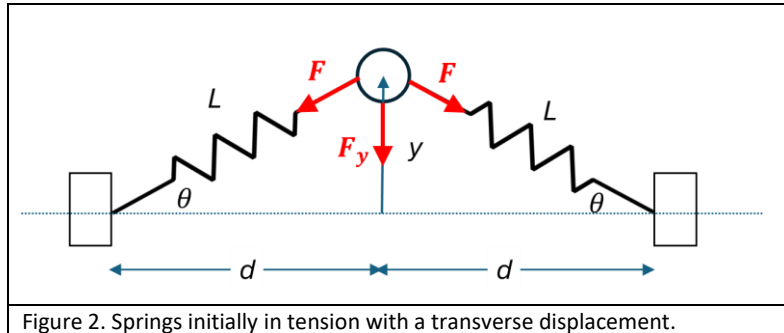 F F
L L
F_y y
θ θ
d d
Figure 2. Springs initially in tension with a transverse displacement.